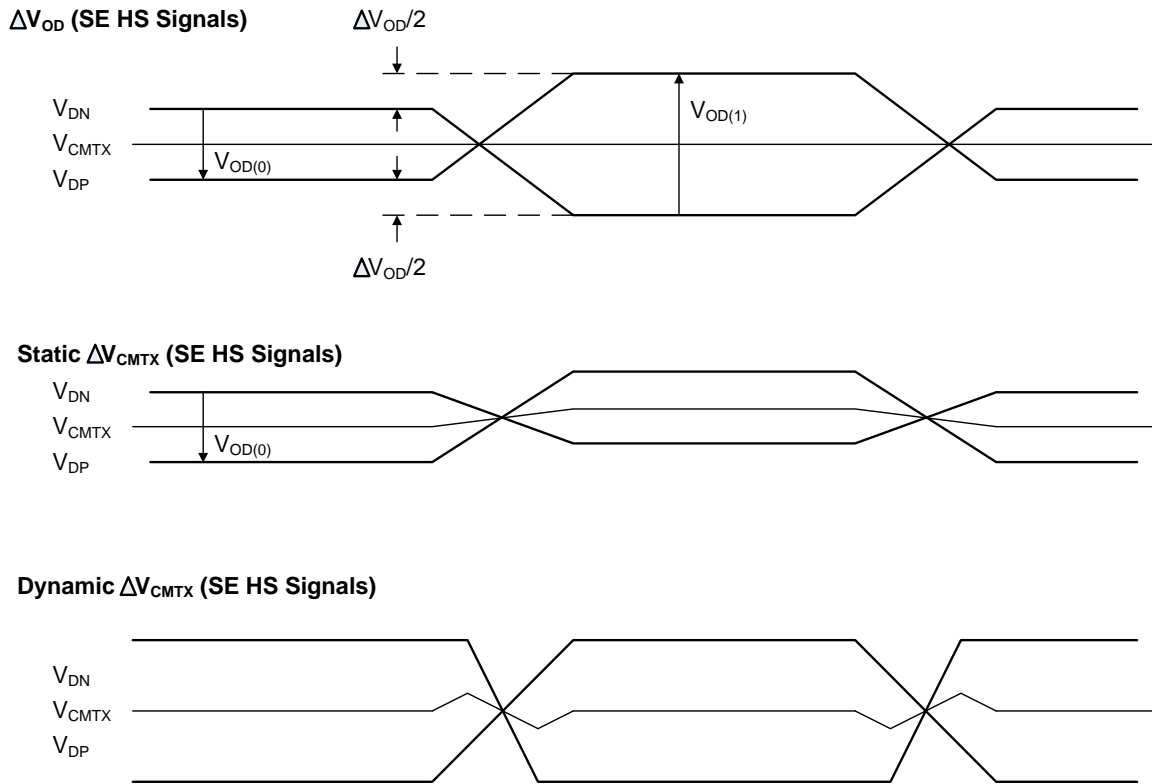 ΔV_OD (SE HS Signals)
ΔV_OD/2
V_DN
V_CMTX
V_DP
V_OD(0)
V_OD(1)
ΔV_OD/2
Static ΔV_CMTX (SE HS Signals)
V_DN
V_CMTX
V_DP
V_OD(0)
Dynamic ΔV_CMTX (SE HS Signals)
V_DN
V_CMTX
V_DP